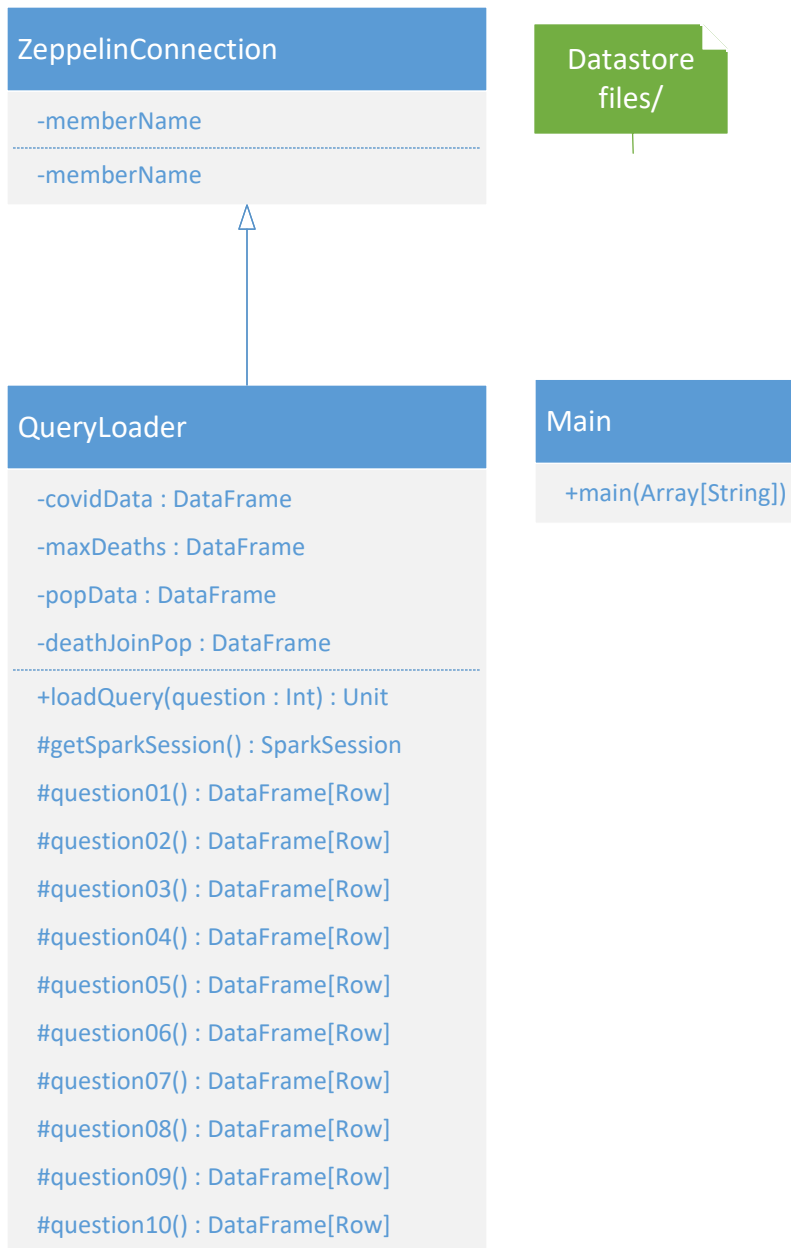 ZeppelinConnection
-memberName
-memberName
Datastore
files/
QueryLoader
-covidData : DataFrame
-maxDeaths : DataFrame
-popData : DataFrame
-deathJoinPop : DataFrame
+loadQuery(question : Int) : Unit
#getSparkSession() : SparkSession
#question01() : DataFrame[Row]
#question02() : DataFrame[Row]
#question03() : DataFrame[Row]
#question04() : DataFrame[Row]
#question05() : DataFrame[Row]
#question06() : DataFrame[Row]
#question07() : DataFrame[Row]
#question08() : DataFrame[Row]
#question09() : DataFrame[Row]
#question10() : DataFrame[Row]
Main
+main(Array[String])